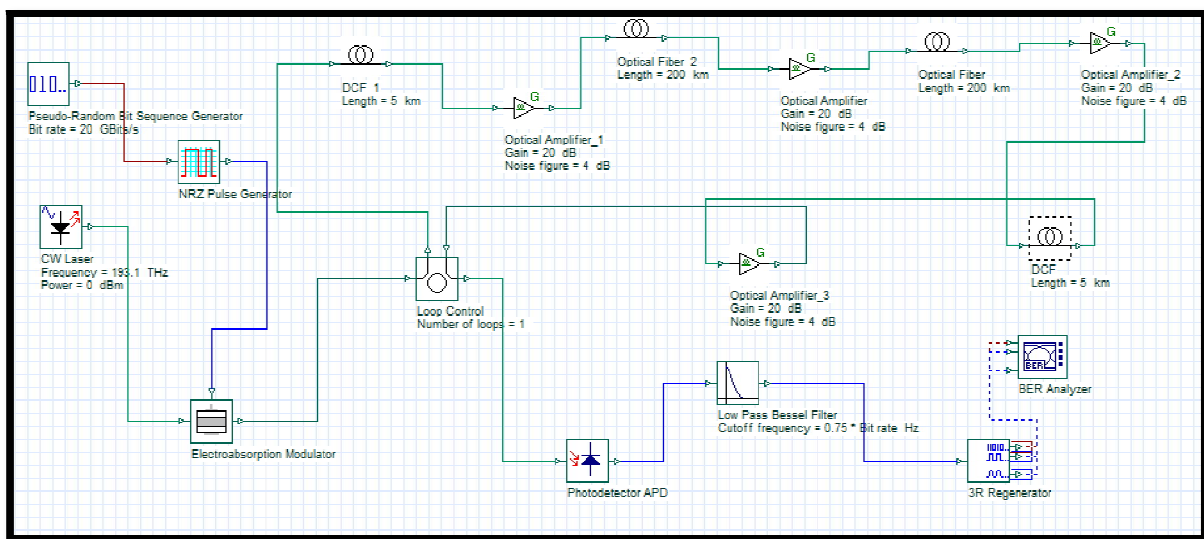 Optical Fiber 2
Length = 200 km
DCF 1
Length = 5 km
Optical Fiber
Length = 200 km
Optical Amplifier_2
Gain = 20 dB
Noise figure = 4 dB
Optical Amplifier
Gain = 20 dB
Noise figure = 4 dB
Pseudo-Random Bit Sequence Generator
Bit rate = 20 GBits/s
Optical Amplifier_1
Gain = 20 dB
Noise figure = 4 dB
NRZ Pulse Generator
CW Laser
Frequency = 193.1 THz
Power = 0 dBm
DCF
Length = 5 km
Loop Control
Number of loops = 1
Optical Amplifier_3
Gain = 20 dB
Noise figure = 4 dB
BER
BER Analyzer
Low Pass Bessel Filter
Cutoff frequency = 0.75 * Bit rate Hz
Electroabsorption Modulator
Photodetector APD
3R Regenerator
G
G
G
G
010..